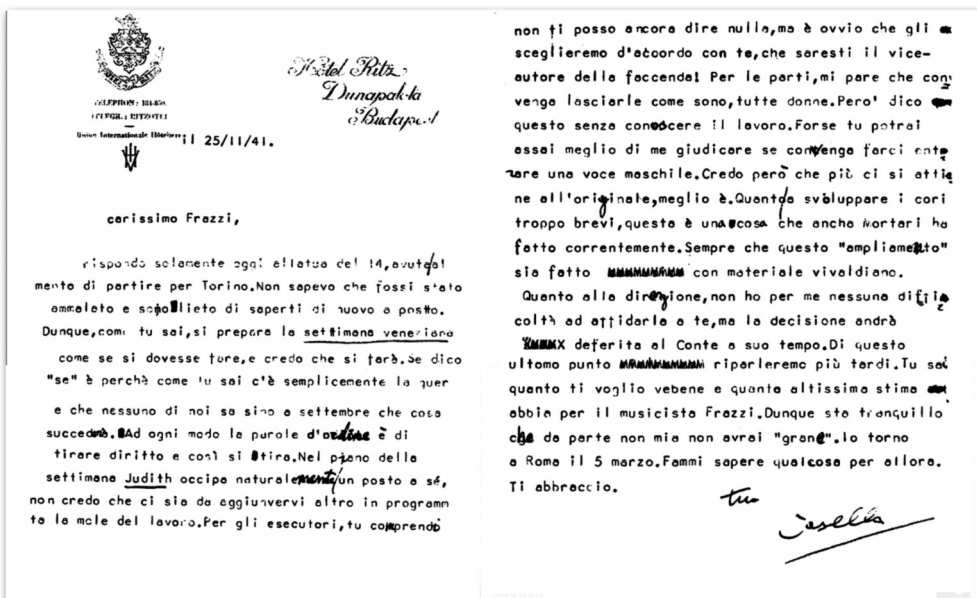 TELEPHON: 184-850.
TELEGR.: RITZOTEL
Union Internationale Hôteliere
Hôtel Ritz
Dunapalota
Budapest
il 25/11/41.
carissimo Frazzi,
rispondo solamente oggi allatua del 14,avuta al
mento di partire per Torino.Non sapevo che fossi stato
ammalato e sono lieto di saperti di nuovo a postto.
Dunque,come tu sai,si prepara la settimana veneziana
come se si dovesse fare,e credo che si farà.Se dico
"se" è perchè come tu sai c'è semplicemente la guer
e che nessuno di noi sa sino a settembre che cosa
succedrà. Ad ogni modo la parole d'ordine è di
tirare diritto e così si tira.Nel piano della
settimana Judith occipa naturalemente un posto a sé,
non credo che ci sia da aggiunvervi altro in programm
ta la mole del lavoro.Per gli esecutori,tu comprendo
non ti posso ancora dire nulla,ma è ovvio che gli
sceglieremo d'accordo con te,che saresti il vice-
autore della faccenda! Per le parti,mi pare che con
venga lasciarle come sono,tutte donne.Pero' dico
questo senza conoscere il lavoro.Forse tu potrai
assai meglio di me giudicare se convenga farci ent
rare una voce maschile.Credo però che più ci si attie
ne all'originale,meglio è.Quanto a sviluppare i cori
troppo brevi,questa è una cosa che anche Mortari ha
fatto correntemente.Sempre che questo "ampliamento"
sia fatto con materiale vivaldiano.
Quanto alla direzione,non ho per me nessuna diffi
coltà ad affidarla a te,ma la decisione andrà
deferita al Conte a suo tempo.Di questo
ultomo punto riparleremo più tardi.Tu sai
quanto ti voglio vebene e quanta altissima stima
abbia per il musicista Frazzi.Dunque sta tranquillo
che da parte non mia non avrai "grane".Io torno
a Roma il 5 marzo.Fammi sapere qualcosa per allora.
Ti abbraccio.
tuo
Casella